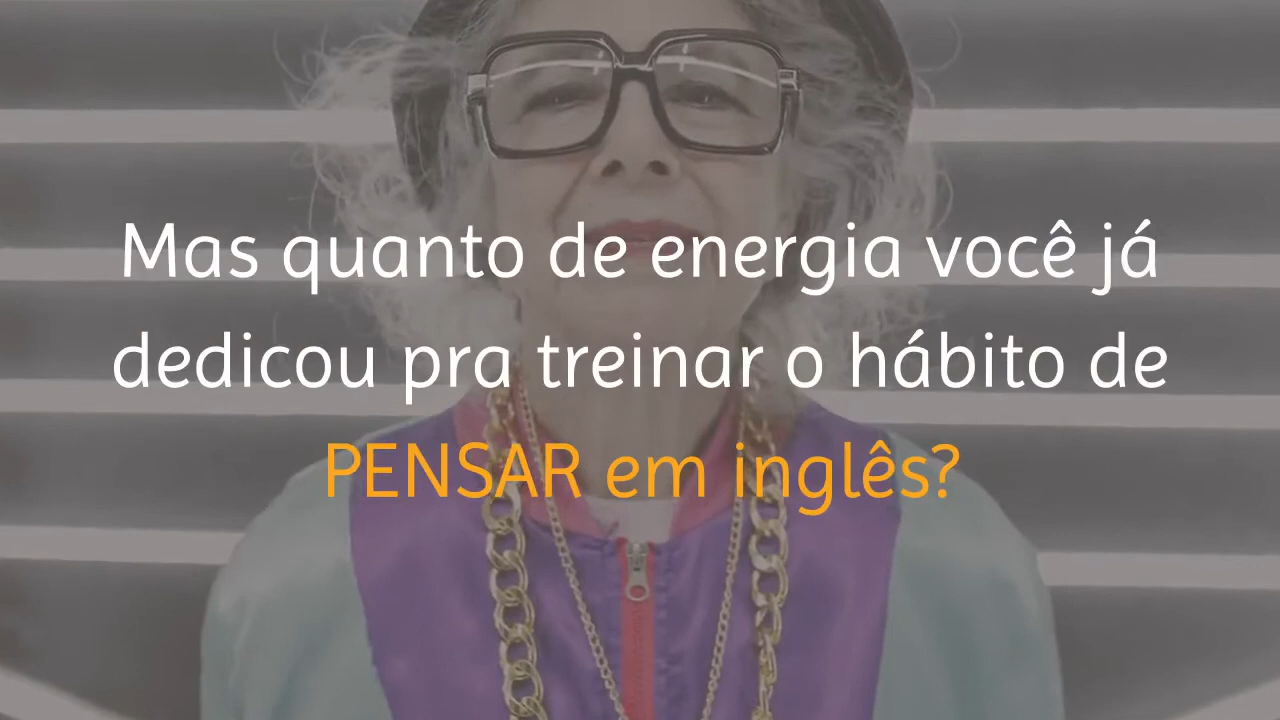 Mas quanto de energia você já
dedicou pra treinar o hábito de
PENSAR em inglês?